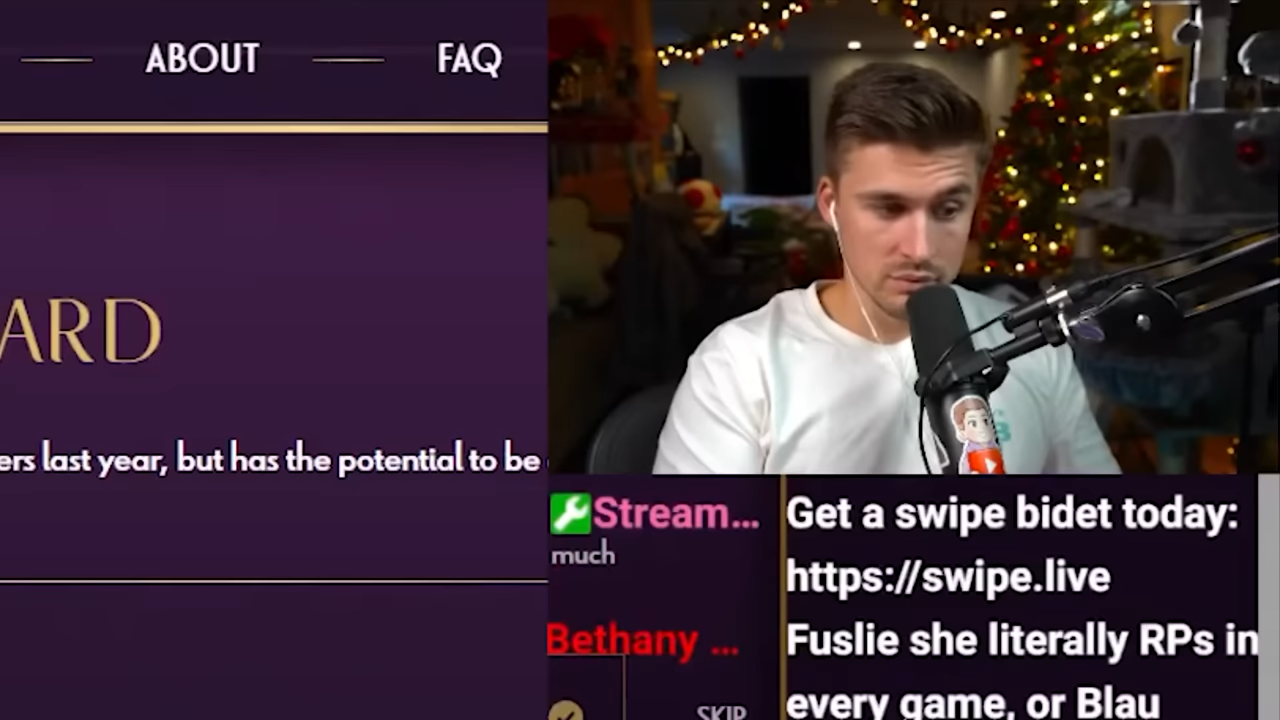 ABOUT
FAQ
ARD
ers last year, but has the potential to be
Stream...
Get a swipe bidet today:
much
https://swipe.live
Bethany ...
Fuslie she literally RPs in
every game, or Blau
SKIP